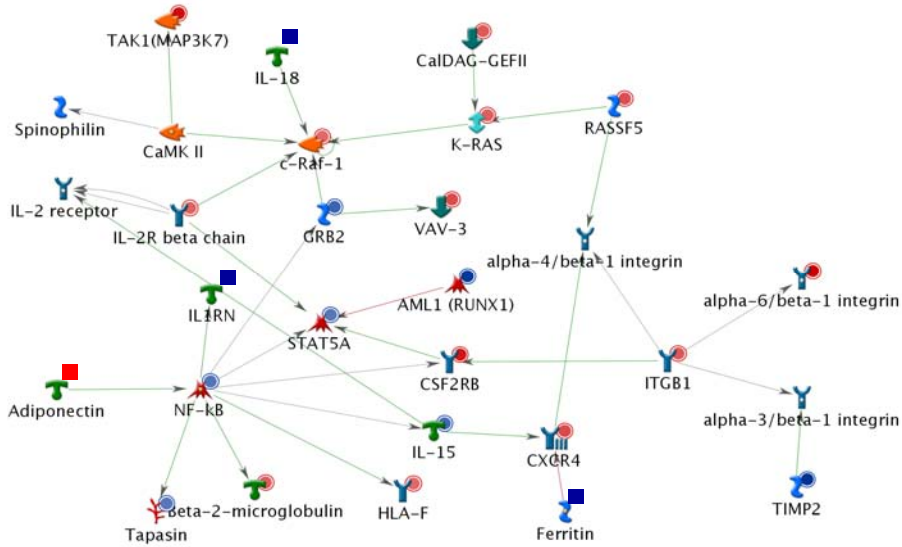 TAK1(MAP3K7)
IL-18
CalDAG-GEFII
Spinophilin
CaMK II
c-Raf-1
K-RAS
RASSF5
IL-2 receptor
IL-2R beta chain
GRB2
VAV-3
alpha-4/beta-1 integrin
IL1RN
STAT5A
AML1 (RUNX1)
alpha-6/beta-1 integrin
Adiponectin
NF-kB
CSF2RB
ITGB1
alpha-3/beta-1 integrin
IL-15
CXCR4
Tapasin
Beta-2-microglobulin
HLA-F
Ferritin
TIMP2